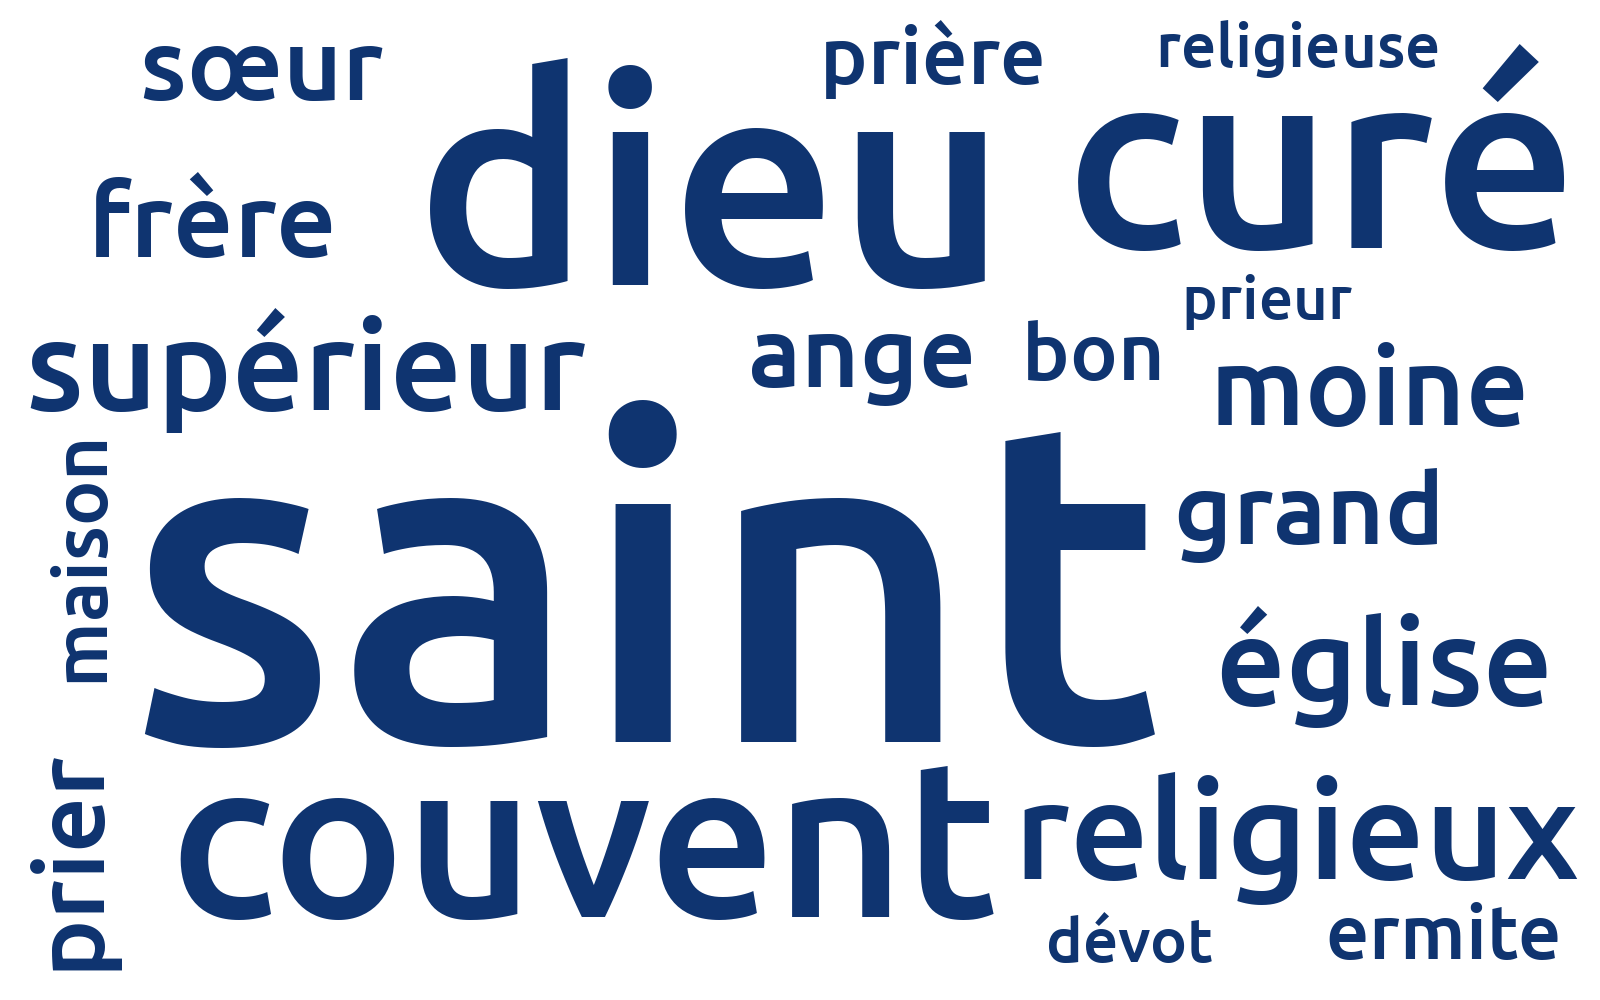 sœur
prière
religieuse
dieu
curé
frère
prieur
supérieur
ange
bon
moine
maison
saint
grand
église
prier
couvent
religieux
dévot
ermite